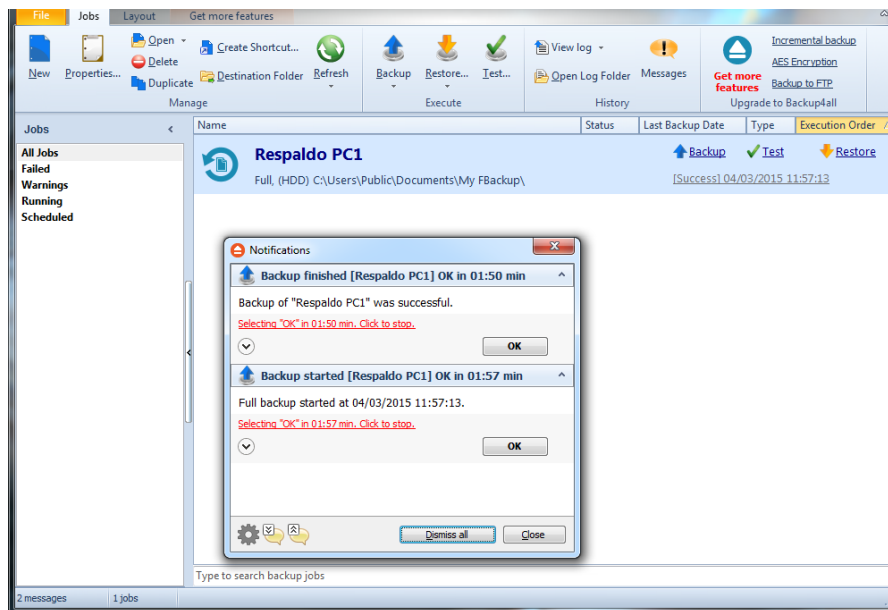 File Jobs Layout Get more features
New
Properties...
Open
Delete
Duplicate
Create Shortcut...
Destination Folder
Refresh
Manage
Backup
Restore...
Test...
Execute
View log
Open Log Folder
Messages
History
Get more
features
Incremental backup
AES Encryption
Backup to FTP
Upgrade to Backup4all
Jobs
All Jobs
Failed
Warnings
Running
Scheduled
Name Status Last Backup Date Type Execution Order
Respaldo PC1
Backup Test Restore
Full, (HDD) C:\Users\Public\Documents\My FBackup\
[Success] 04/03/2015 11:57:13
Notifications
Backup finished [Respaldo PC1] OK in 01:50 min
Backup of "Respaldo PC1" was successful.
Selecting "OK" in 01:50 min. Click to stop.
OK
Backup started [Respaldo PC1] OK in 01:57 min
Full backup started at 04/03/2015 11:57:13.
Selecting "OK" in 01:57 min. Click to stop.
OK
Dismiss all Close
Type to search backup jobs
2 messages 1 jobs